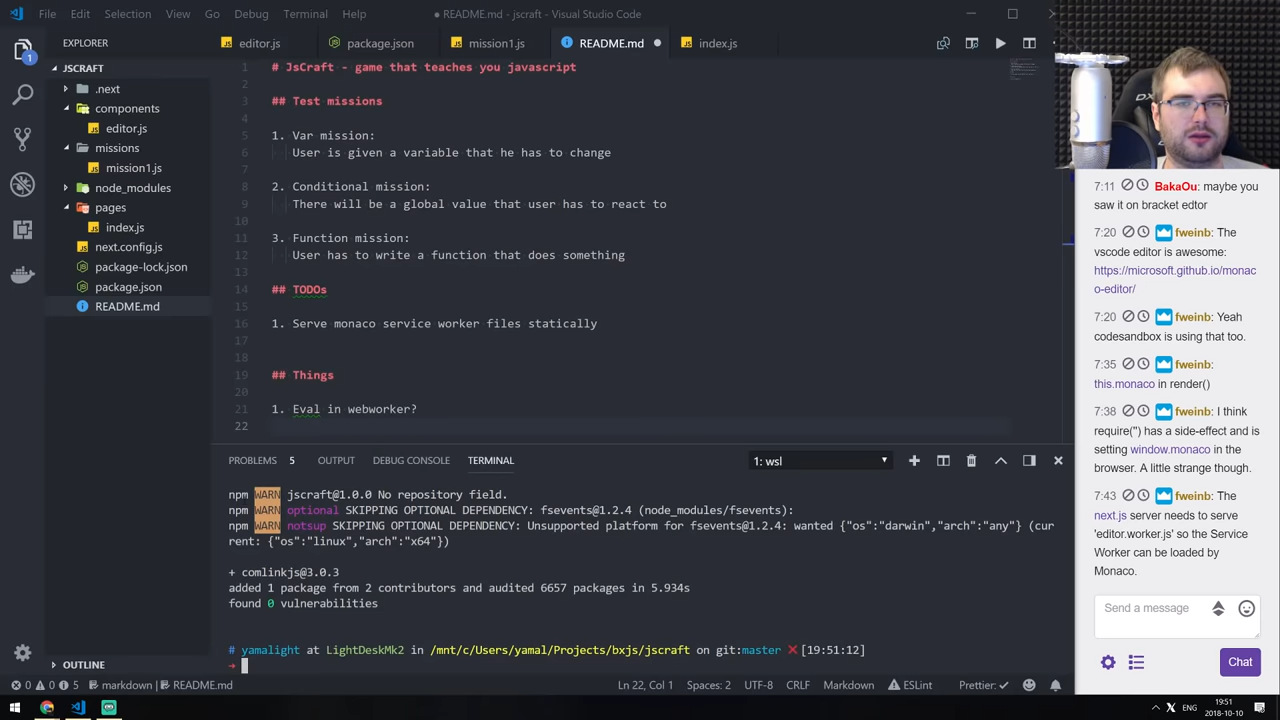 File Edit Selection View Go Debug Terminal Help
● README.md - jscraft - Visual Studio Code
EXPLORER
editor.js
package.json
mission1.js
README.md
index.js
JSCRAFT
.next
components
editor.js
missions
mission1.js
node_modules
pages
index.js
next.config.js
package-lock.json
package.json
README.md
OUTLINE
1
1 # JsCraft - game that teaches you javascript
2
3 ## Test missions
4
5 1. Var mission:
6 User is given a variable that he has to change
7
8 2. Conditional mission:
9 There will be a global value that user has to react to
10
11 3. Function mission:
12 User has to write a function that does something
13
14 ## TODOs
15
16 1. Serve monaco service worker files statically
17
18
19 ## Things
20
21 1. Eval in webworker?
22
PROBLEMS 5 OUTPUT DEBUG CONSOLE TERMINAL 1: wsl
npm WARN jscraft@1.0.0 No repository field.
npm WARN optional SKIPPING OPTIONAL DEPENDENCY: fsevents@1.2.4 (node_modules/fsevents):
npm WARN notsup SKIPPING OPTIONAL DEPENDENCY: Unsupported platform for fsevents@1.2.4: wanted {"os":"darwin","arch":"any"} (cur
rent: {"os":"linux","arch":"x64"})
+ comlinkjs@3.0.3
added 1 package from 2 contributors and audited 6657 packages in 5.934s
found 0 vulnerabilities
# yamalight at LightDeskMk2 in /mnt/c/Users/yamal/Projects/bxjs/jscraft on git:master ✗ [19:51:12]
→
0 0 5 markdown README.md Ln 22, Col 1 Spaces: 2 UTF-8 CRLF Markdown ESLint Prettier: ✓
DX
7:11 BakaOu: maybe you
saw it on bracket edtor
7:20 fweinb: The
vscode editor is awesome:
https://microsoft.github.io/monac
o-editor/
7:20 fweinb: Yeah
codesandbox is using that too.
7:35 fweinb:
this.monaco in render()
7:38 fweinb: I think
require('') has a side-effect and is
setting window.monaco in the
browser. A little strange though.
7:43 fweinb: The
next.js server needs to serve
'editor.worker.js' so the Service
Worker can be loaded by
Monaco.
Send a message
Chat
ENG
19:51
2018-10-10